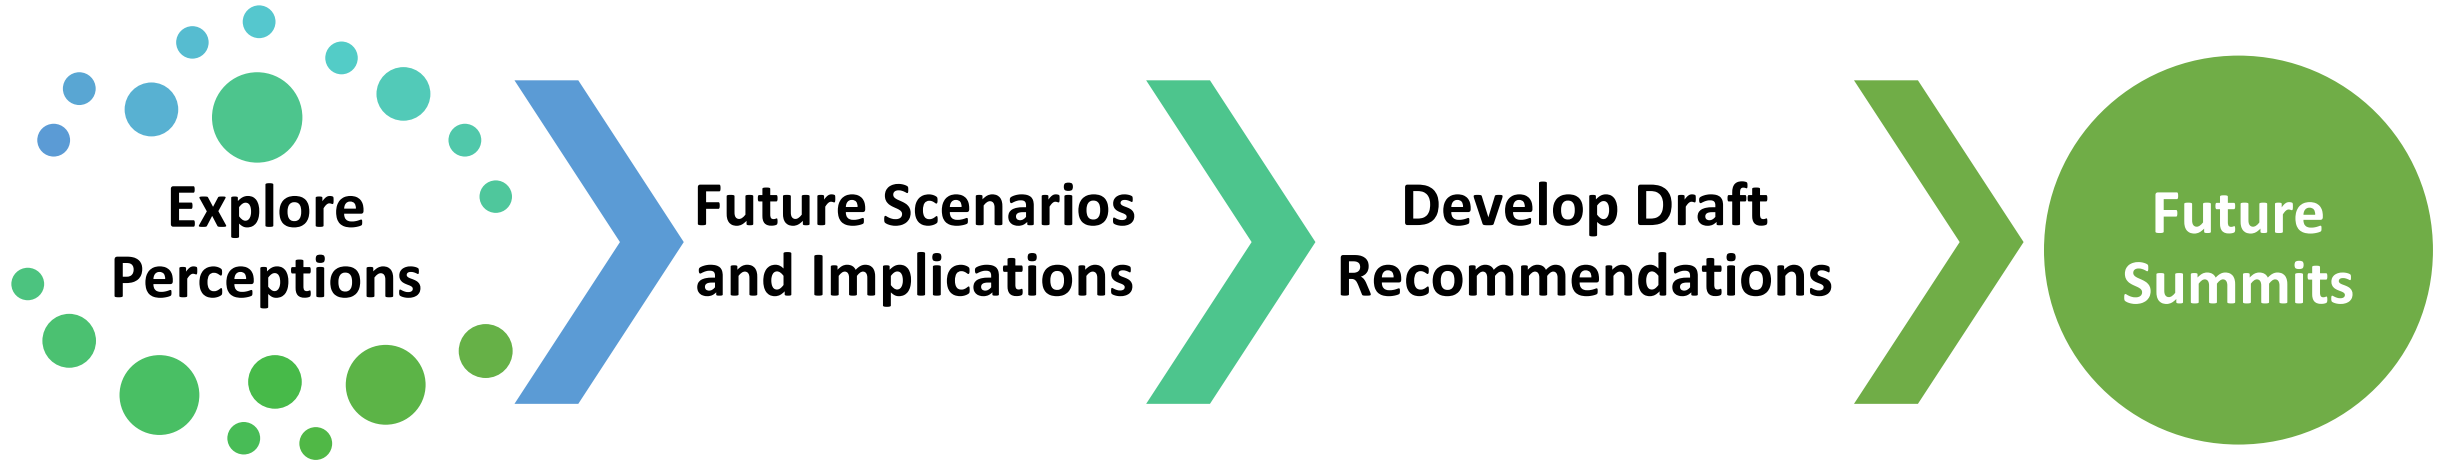 Explore
Perceptions
Future Scenarios
and Implications
Develop Draft
Recommendations
Future
Summits